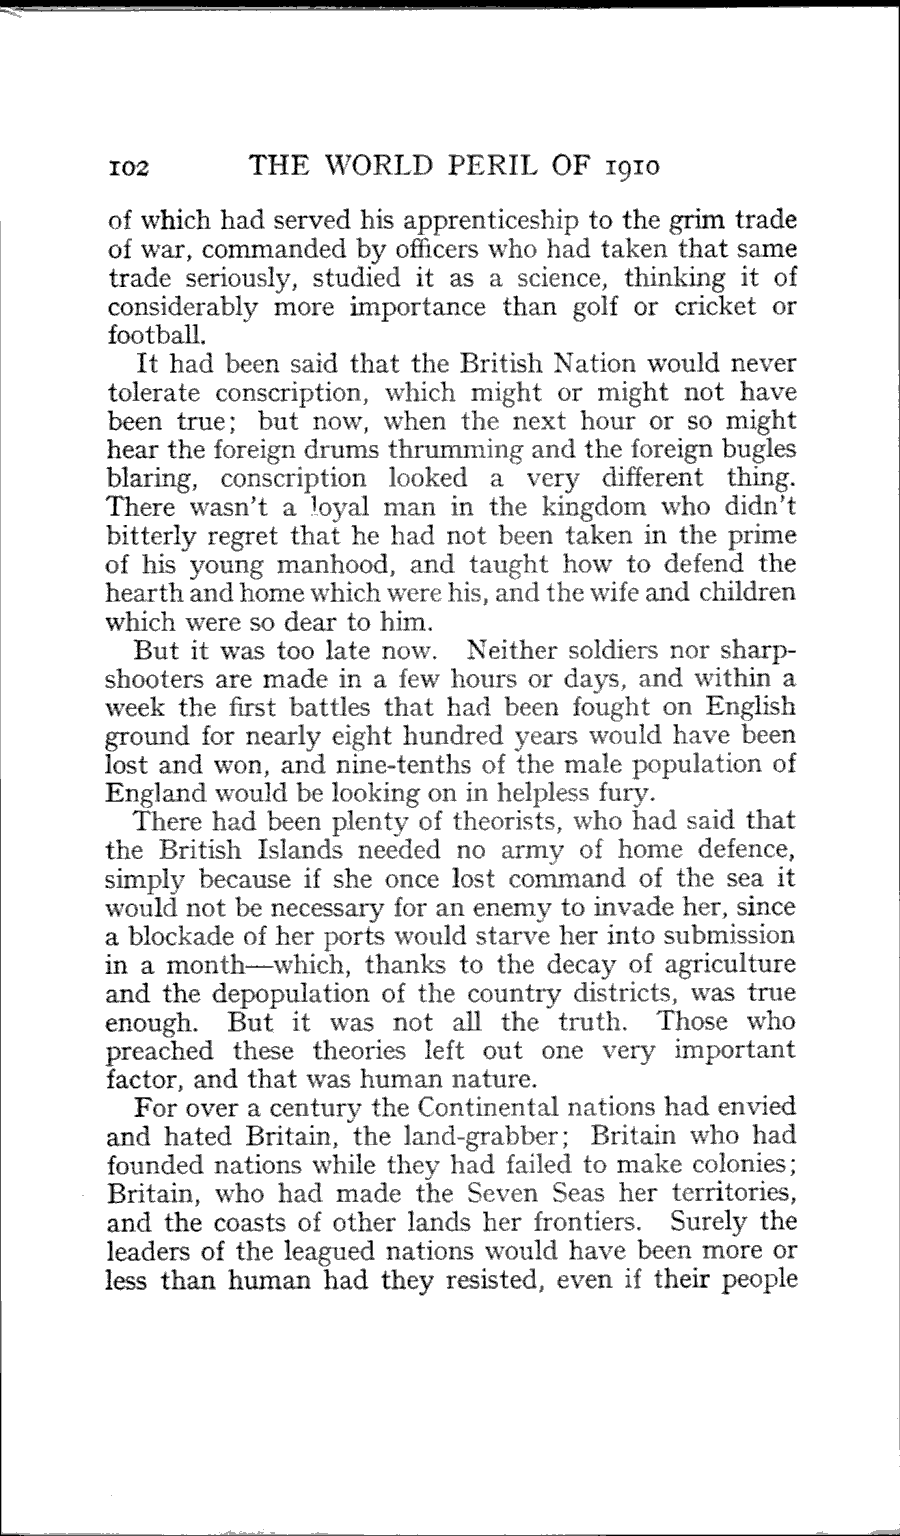 102 THE WORLD PERIL OF 1910
of which had served his apprenticeship to the grim trade
of war, commanded by officers who had taken that same
trade seriously, studied it as a science, thinking it of
considerably more importance than golf or cricket or
football.
It had been said that the British Nation would never
tolerate conscription, which might or might not have
been true; but now, when the next hour or so might
hear the foreign drums thrumming and the foreign bugles
blaring, conscription looked a very different thing.
There wasn't a loyal man in the kingdom who didn't
bitterly regret that he had not been taken in the prime
of his young manhood, and taught how to defend the
hearth and home which were his, and the wife and children
which were so dear to him.
But it was too late now. Neither soldiers nor sharp-
shooters are made in a few hours or days, and within a
week the first battles that had been fought on English
ground for nearly eight hundred years would have been
lost and won, and nine-tenths of the male population of
England would be looking on in helpless fury.
There had been plenty of theorists, who had said that
the British Islands needed no army of home defence,
simply because if she once lost command of the sea it
would not be necessary for an enemy to invade her, since
a blockade of her ports would starve her into submission
in a month—which, thanks to the decay of agriculture
and the depopulation of the country districts, was true
enough. But it was not all the truth. Those who
preached these theories left out one very important
factor, and that was human nature.
For over a century the Continental nations had envied
and hated Britain, the land-grabber; Britain who had
founded nations while they had failed to make colonies;
Britain, who had made the Seven Seas her territories,
and the coasts of other lands her frontiers. Surely the
leaders of the leagued nations would have been more or
less than human had they resisted, even if their people